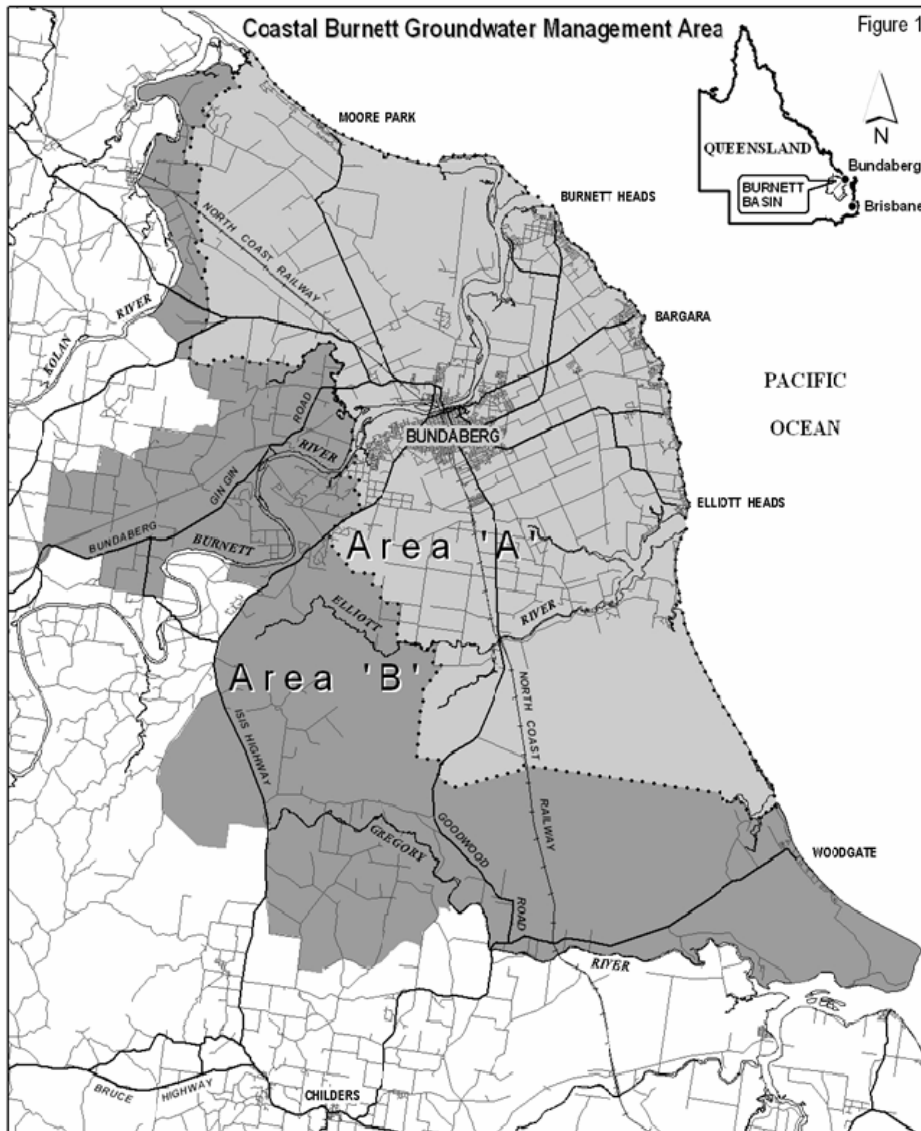 Coastal Burnett Groundwater Management Area
Figure 1
N
QUEENSLAND
Bundaberg
BURNETT
BASIN
Brisbane
MOORE PARK
BURNETT HEADS
NORTH COAST RAILWAY
KOLAN
RIVER
BARGARA
PACIFIC
OCEAN
BUNDABERG
ROAD
RIVER
GIN GIN
BUNDABERG
BURNETT
ELLIOTT HEADS
Area 'A'
ELLIOTT
RIVER
Area 'B'
ISIS HIGHWAY
NORTH COAST
RAILWAY
GREGORY
GOODWOOD
ROAD
WOODGATE
RIVER
BRUCE HIGHWAY
CHILDERS